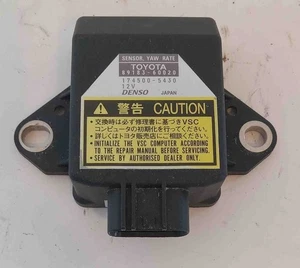 SENSOR, YAW RATE
TOYOTA
89183-60020
174500-5430
12V
DENSO JAPAN
警告 CAUTION
・交換時は必ず修理書に基づきVSC
コンピュータの初期化を行ってください。
・詳しくはトヨタ販売店にご相談ください。
・INITIALIZE THE VSC COMPUTER ACCORDING
TO THE REPAIR MANUAL BEFORE SERVICING.
・SERVICE BY AUTHORISED DEALER ONLY.